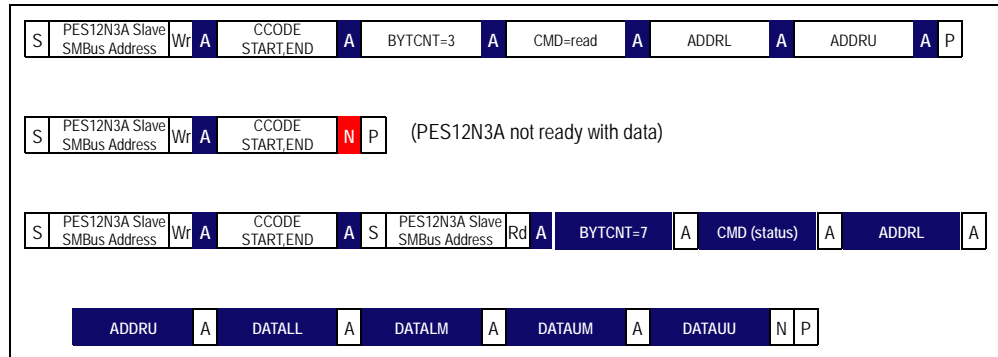 S PES12N3A Slave SMBus Address Wr A CCODE START,END A BYTCNT=3 A CMD=read A ADDRL A ADDRU A P
S PES12N3A Slave SMBus Address Wr A CCODE START,END N P (PES12N3A not ready with data)
S PES12N3A Slave SMBus Address Wr A CCODE START,END A S PES12N3A Slave SMBus Address Rd A BYTCNT=7 A CMD (status) A ADDRL A
ADDRU A DATALL A DATALM A DATAUM A DATAUU N P